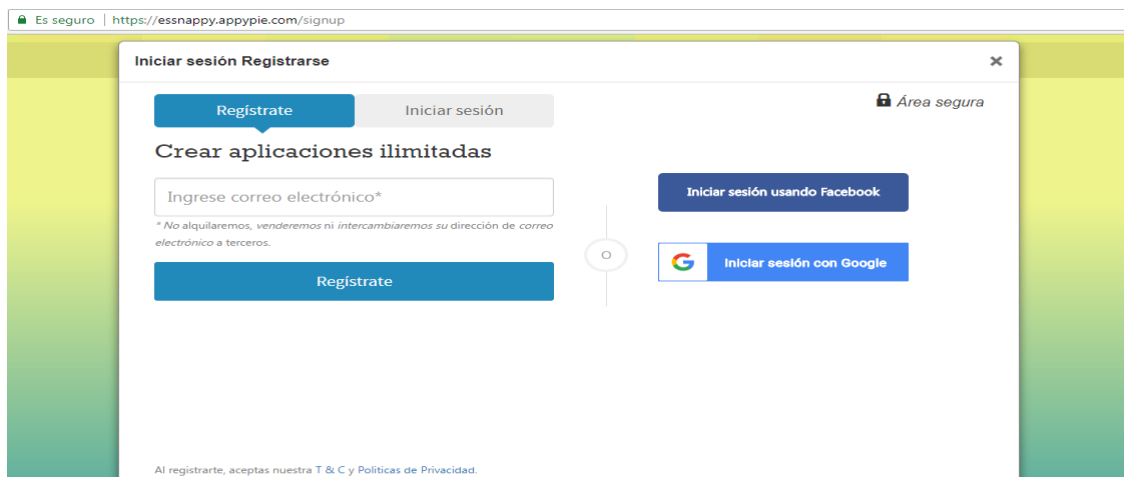 Es seguro | https://essnappy.appypie.com/signup
Iniciar sesión Registrarse
×
Regístrate
Iniciar sesión
Área segura
Crear aplicaciones ilimitadas
Ingrese correo electrónico*
* No alquilaremos, venderemos ni intercambiaremos su dirección de correo
electrónico a terceros.
Regístrate
O
Iniciar sesión usando Facebook
G
Iniciar sesión con Google
Al registrarte, aceptas nuestra T & C y Politicas de Privacidad.